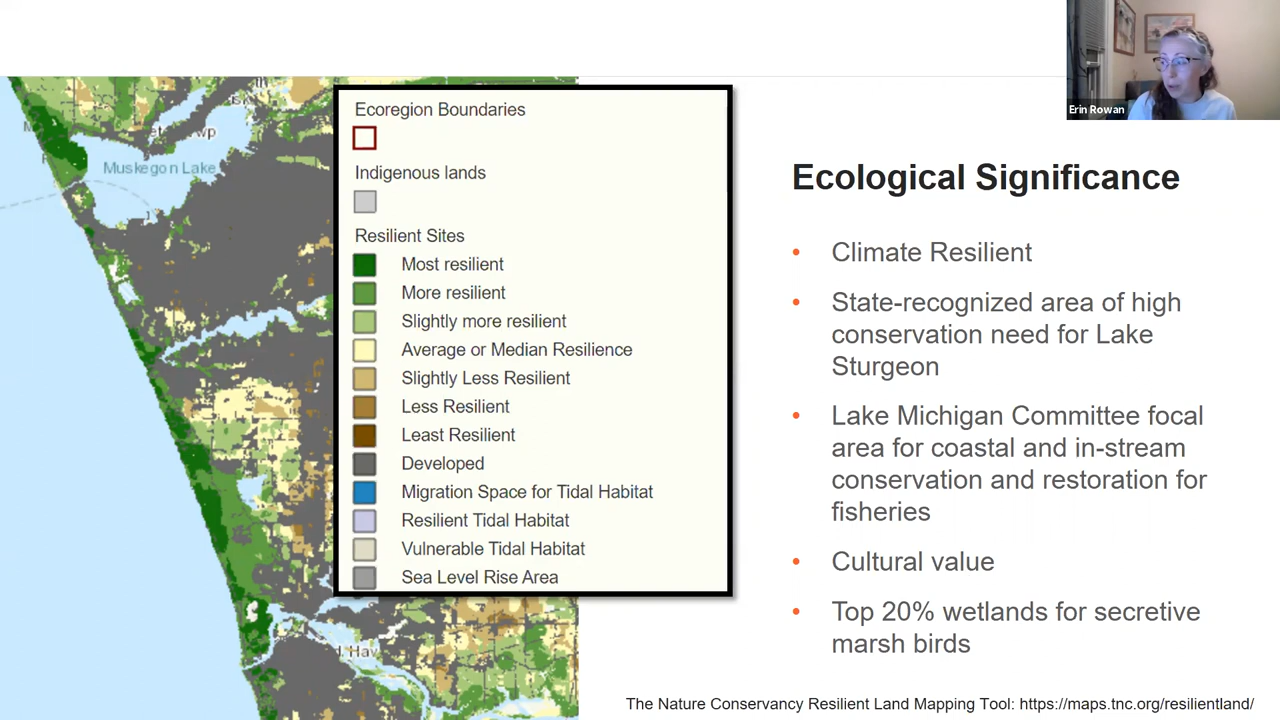 Erin Rowan
Muskegon Lake
Ecoregion Boundaries
Indigenous lands
Resilient Sites
Most resilient
More resilient
Slightly more resilient
Average or Median Resilience
Slightly Less Resilient
Less Resilient
Least Resilient
Developed
Migration Space for Tidal Habitat
Resilient Tidal Habitat
Vulnerable Tidal Habitat
Sea Level Rise Area
Ecological Significance
• Climate Resilient
• State-recognized area of high
conservation need for Lake
Sturgeon
• Lake Michigan Committee focal
area for coastal and in-stream
conservation and restoration for
fisheries
• Cultural value
• Top 20% wetlands for secretive
marsh birds
The Nature Conservancy Resilient Land Mapping Tool: https://maps.tnc.org/resilientland/